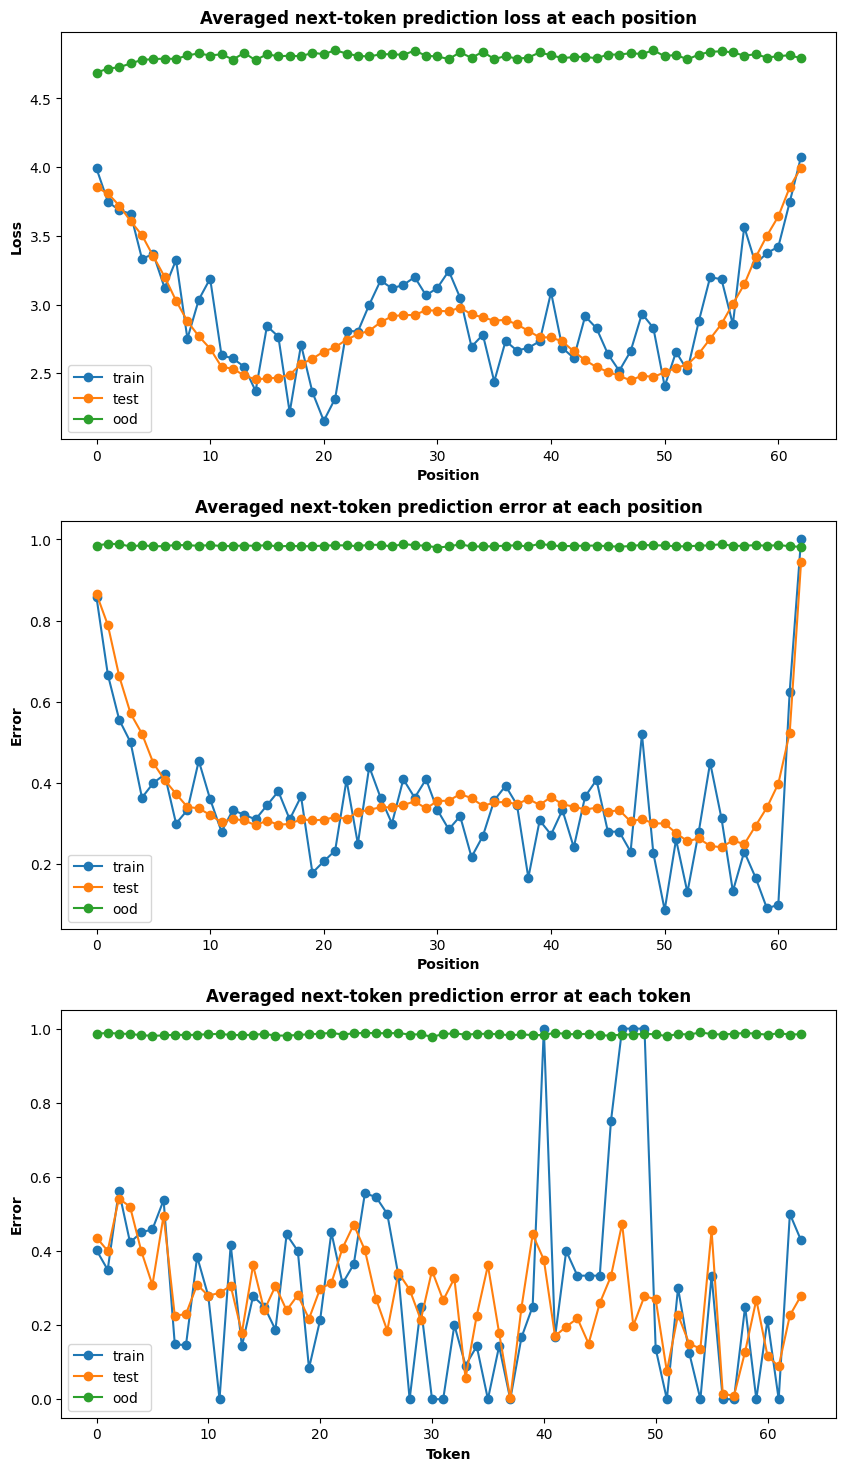 Averaged next-token prediction loss at each position
4.5
4.0
3.5
3.0
2.5
Loss
train
test
ood
0 10 20 30 40 50 60
Position
Averaged next-token prediction error at each position
1.0
0.8
0.6
0.4
0.2
Error
train
test
ood
0 10 20 30 40 50 60
Position
Averaged next-token prediction error at each token
1.0
0.8
0.6
0.4
0.2
0.0
Error
train
test
ood
0 10 20 30 40 50 60
Token